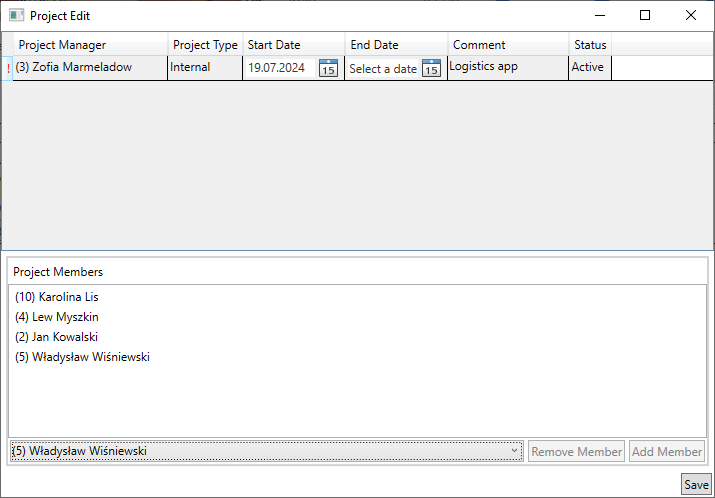 Project Edit
Project Manager Project Type Start Date End Date Comment Status
! (3) Zofia Marmeladow Internal 19.07.2024 15 Select a date 15 Logistics app Active
Project Members
(10) Karolina Lis
(4) Lew Myszkin
(2) Jan Kowalski
(5) Władysław Wiśniewski
(5) Władysław Wiśniewski Remove Member Add Member
Save